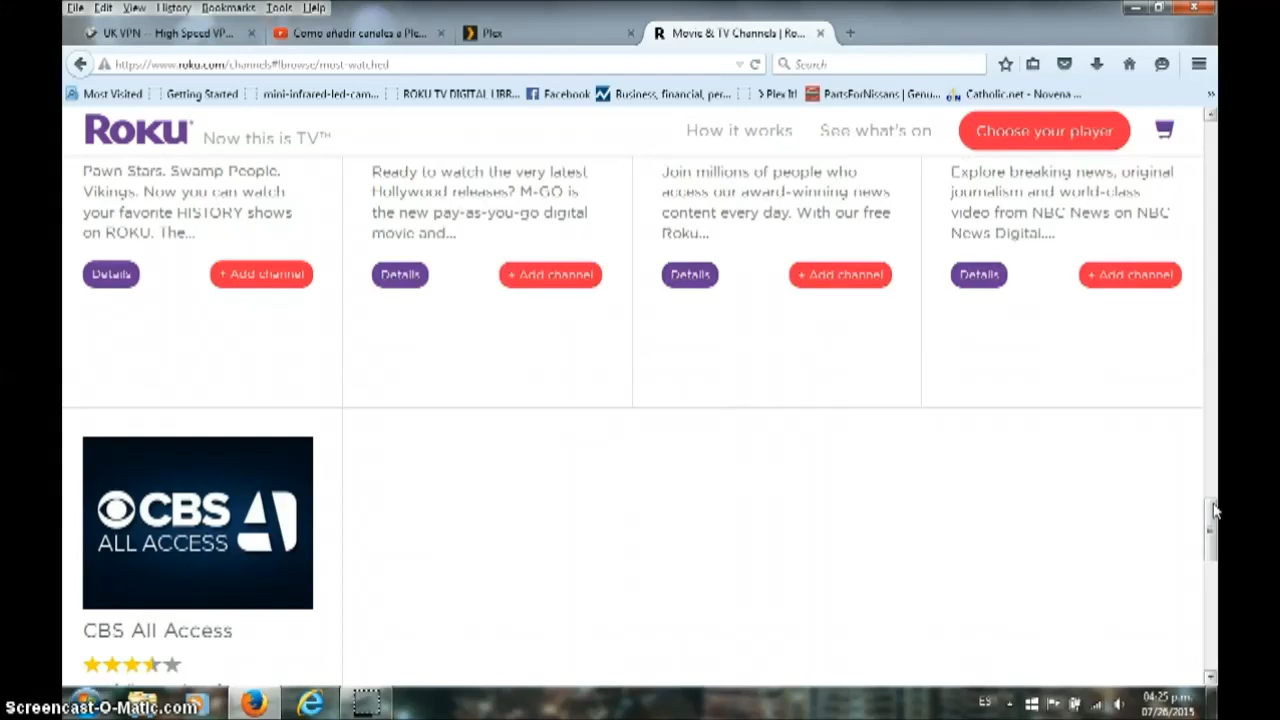 File Edit View History Bookmarks Tools Help
UK VPN – High Speed VP... × Como añadir canales a Ple... × Plex × R Movie & TV Channels | Ro... × +
https://www.roku.com/channels#!browse/most-watched Search
Most Visited Getting Started mini-infrared-led-cam... ROKU TV DIGITAL LIBR... Facebook Business, financial, per... Plex It! PartsForNissans | Genu... Catholic.net - Novena ... »
ROKU Now this is TV™ How it works See what's on Choose your player
Pawn Stars. Swamp People. Ready to watch the very latest Join millions of people who Explore breaking news, original
Vikings. Now you can watch Hollywood releases? M-GO is access our award-winning news journalism and world-class
your favorite HISTORY shows the new pay-as-you-go digital content every day. With our free video from NBC News on NBC
on ROKU. The... movie and... Roku... News Digital....
Details + Add channel Details + Add channel Details + Add channel Details + Add channel
CBS
ALL ACCESS
CBS All Access
ES 04:25 p.m.
Screencast-O-Matic.com 07/26/2015